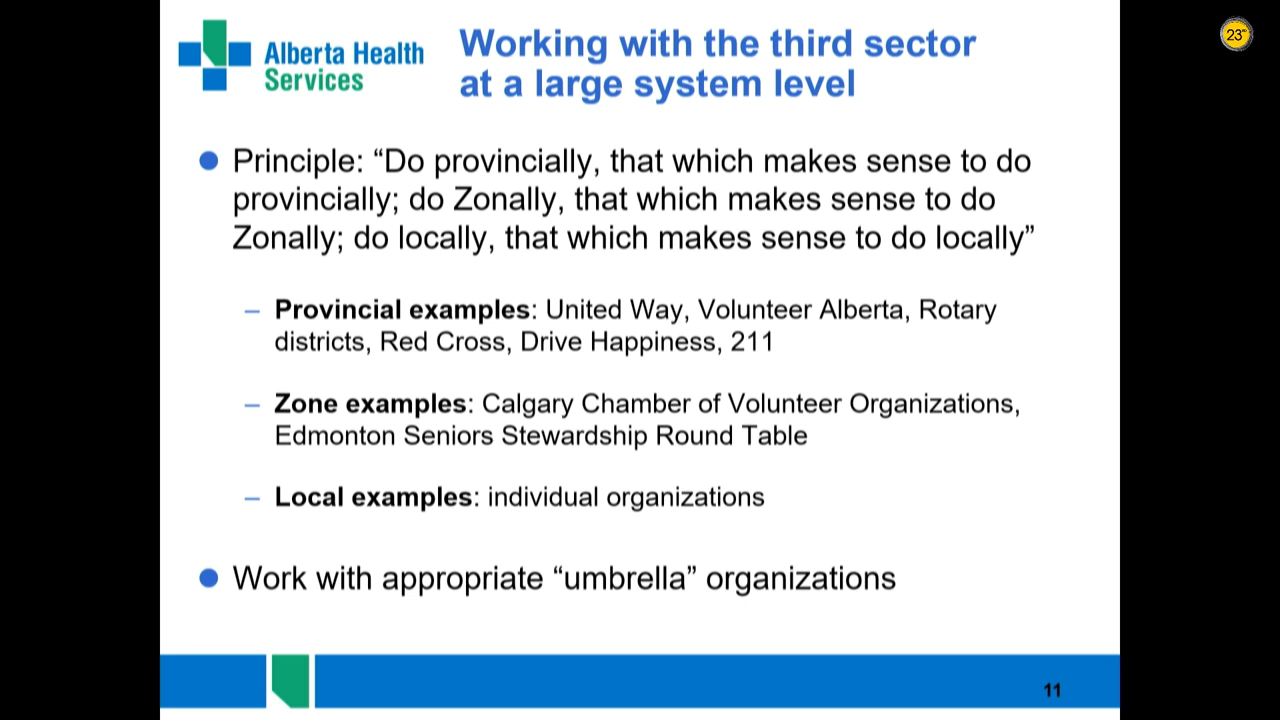 Alberta Health
Services
Working with the third sector
at a large system level
Principle: “Do provincially, that which makes sense to do
provincially; do Zonally, that which makes sense to do
Zonally; do locally, that which makes sense to do locally”
– Provincial examples: United Way, Volunteer Alberta, Rotary
districts, Red Cross, Drive Happiness, 211
– Zone examples: Calgary Chamber of Volunteer Organizations,
Edmonton Seniors Stewardship Round Table
– Local examples: individual organizations
Work with appropriate “umbrella” organizations
11